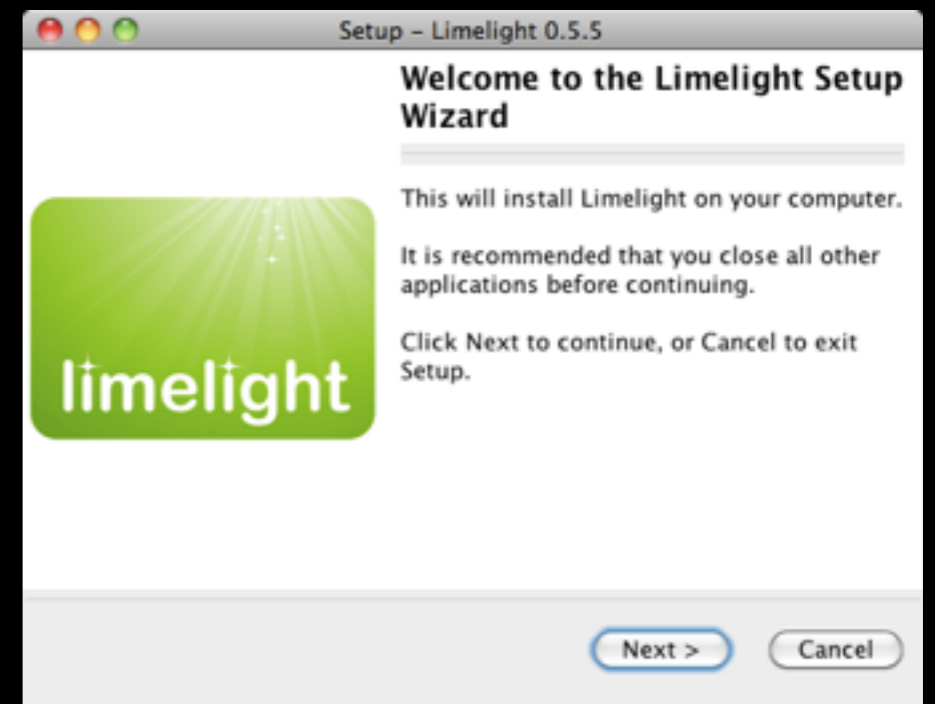 Setup – Limelight 0.5.5
Welcome to the Limelight Setup
Wizard
This will install Limelight on your computer.
It is recommended that you close all other
applications before continuing.
Click Next to continue, or Cancel to exit
Setup.
limelight
Next >
Cancel